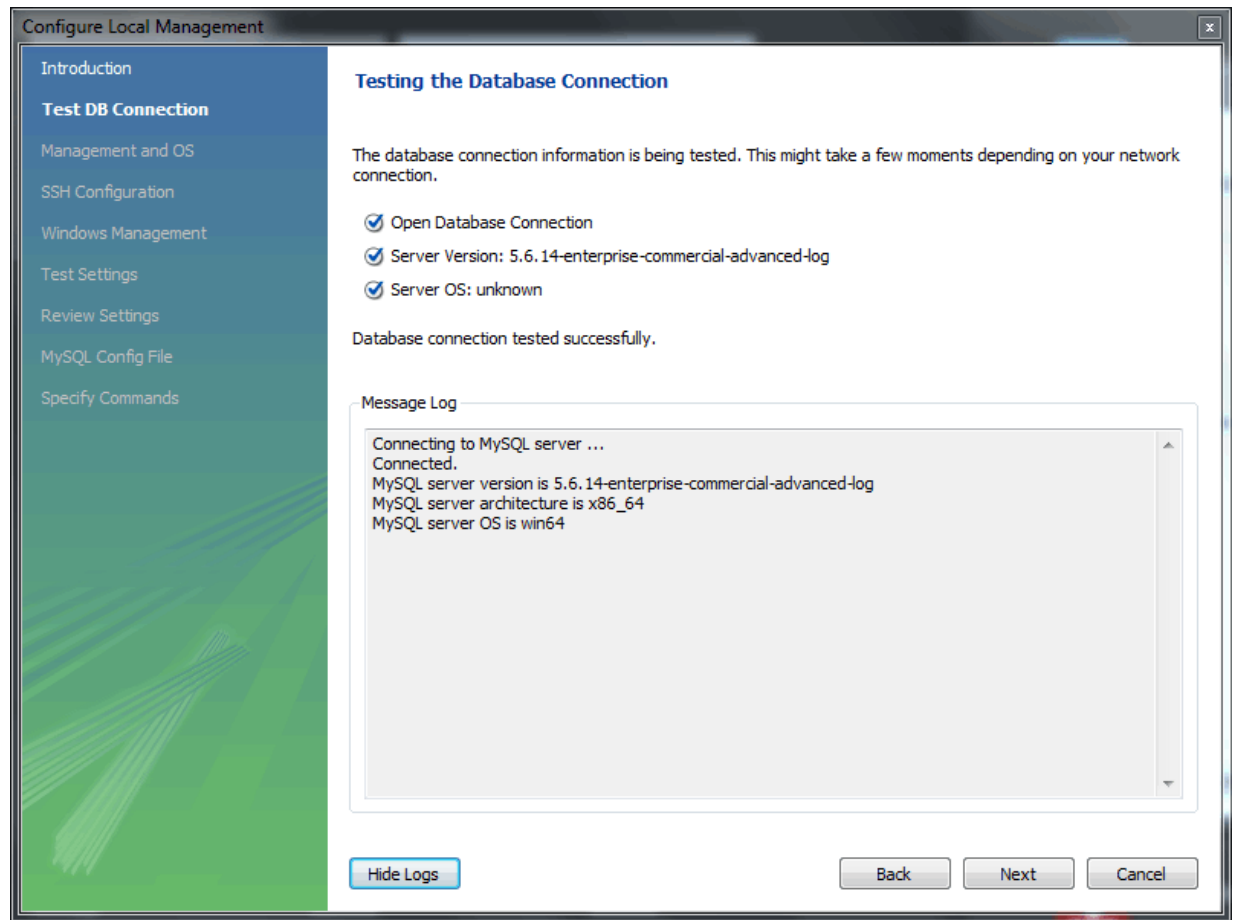 Configure Local Management
x
Introduction
Test DB Connection
Management and OS
SSH Configuration
Windows Management
Test Settings
Review Settings
MySQL Config File
Specify Commands
Testing the Database Connection
The database connection information is being tested. This might take a few moments depending on your network
connection.
Open Database Connection
Server Version: 5.6.14-enterprise-commercial-advanced-log
Server OS: unknown
Database connection tested successfully.
Message Log
Connecting to MySQL server ...
Connected.
MySQL server version is 5.6.14-enterprise-commercial-advanced-log
MySQL server architecture is x86_64
MySQL server OS is win64
Hide Logs
Back
Next
Cancel